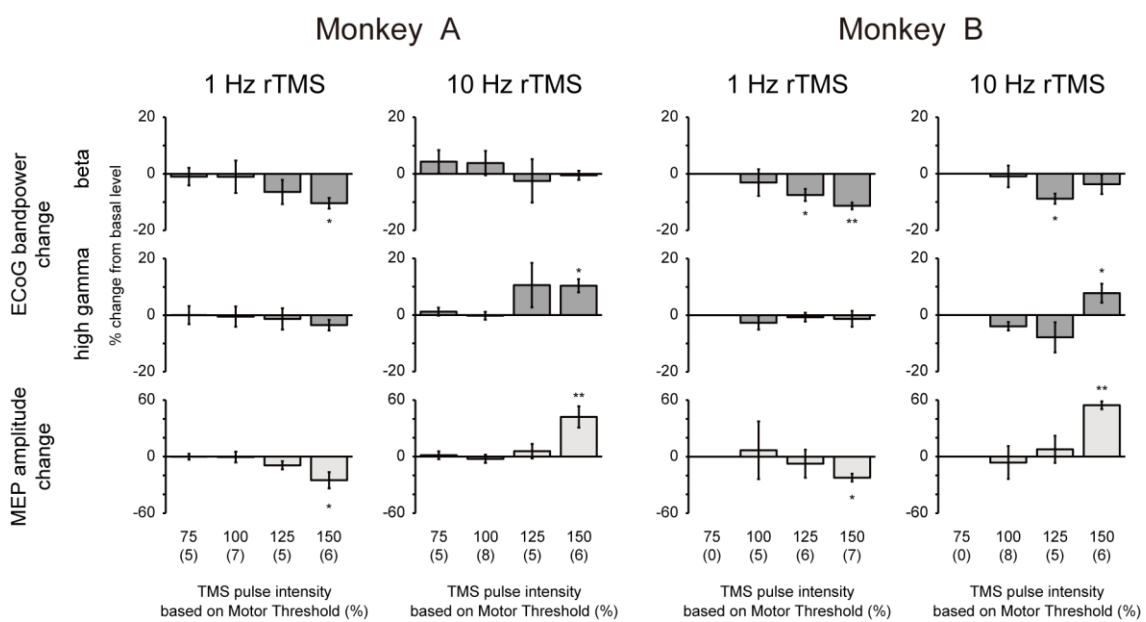 Monkey A
Monkey B
1 Hz rTMS
10 Hz rTMS
1 Hz rTMS
10 Hz rTMS
ECoG bandpower
change
beta
high gamma
MEP amplitude
change
% change from basal level
20
0
-20
*
20
0
-20
20
0
-20
*
**
20
0
-20
*
20
0
-20
20
0
-20
*
20
0
-20
20
0
-20
*
60
0
-60
*
60
0
-60
**
60
0
-60
*
60
0
-60
**
75 100 125 150
(5) (7) (5) (6)
75 100 125 150
(5) (8) (5) (6)
75 100 125 150
(0) (5) (6) (7)
75 100 125 150
(0) (8) (5) (6)
TMS pulse intensity
based on Motor Threshold (%)
TMS pulse intensity
based on Motor Threshold (%)
TMS pulse intensity
based on Motor Threshold (%)
TMS pulse intensity
based on Motor Threshold (%)